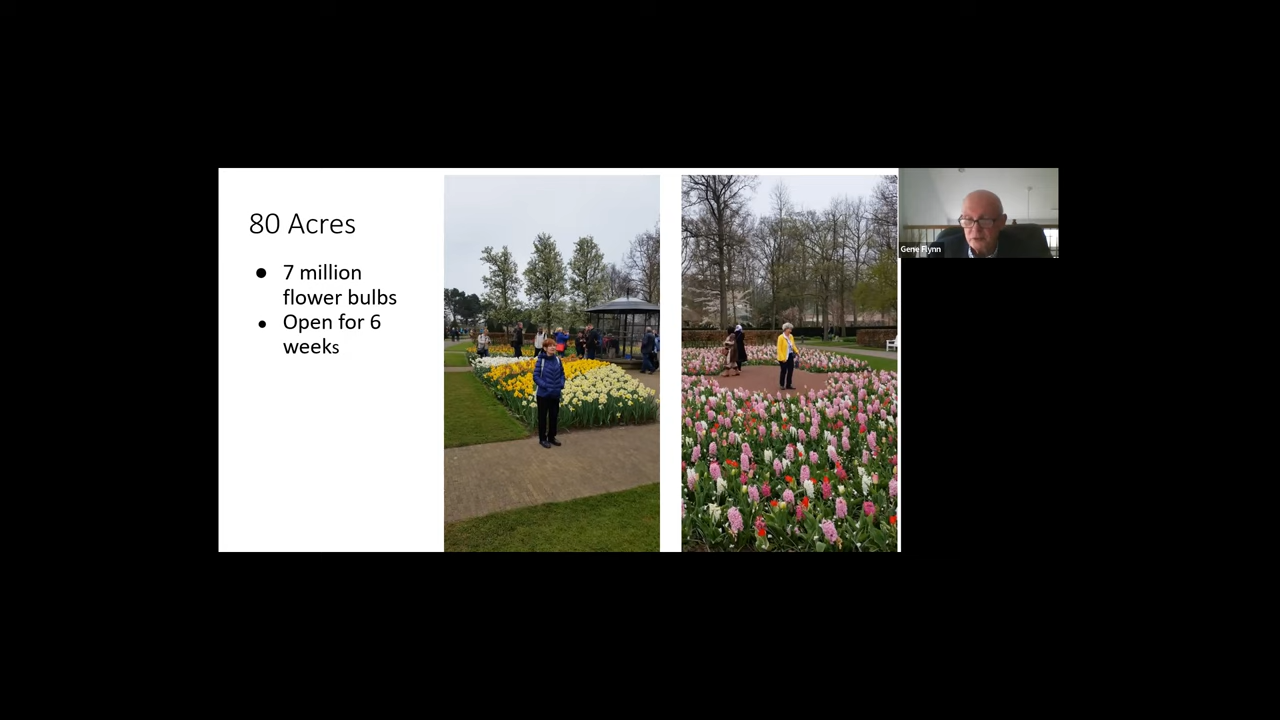 80 Acres
● 7 million
flower bulbs
● Open for 6
weeks
Gene Flynn